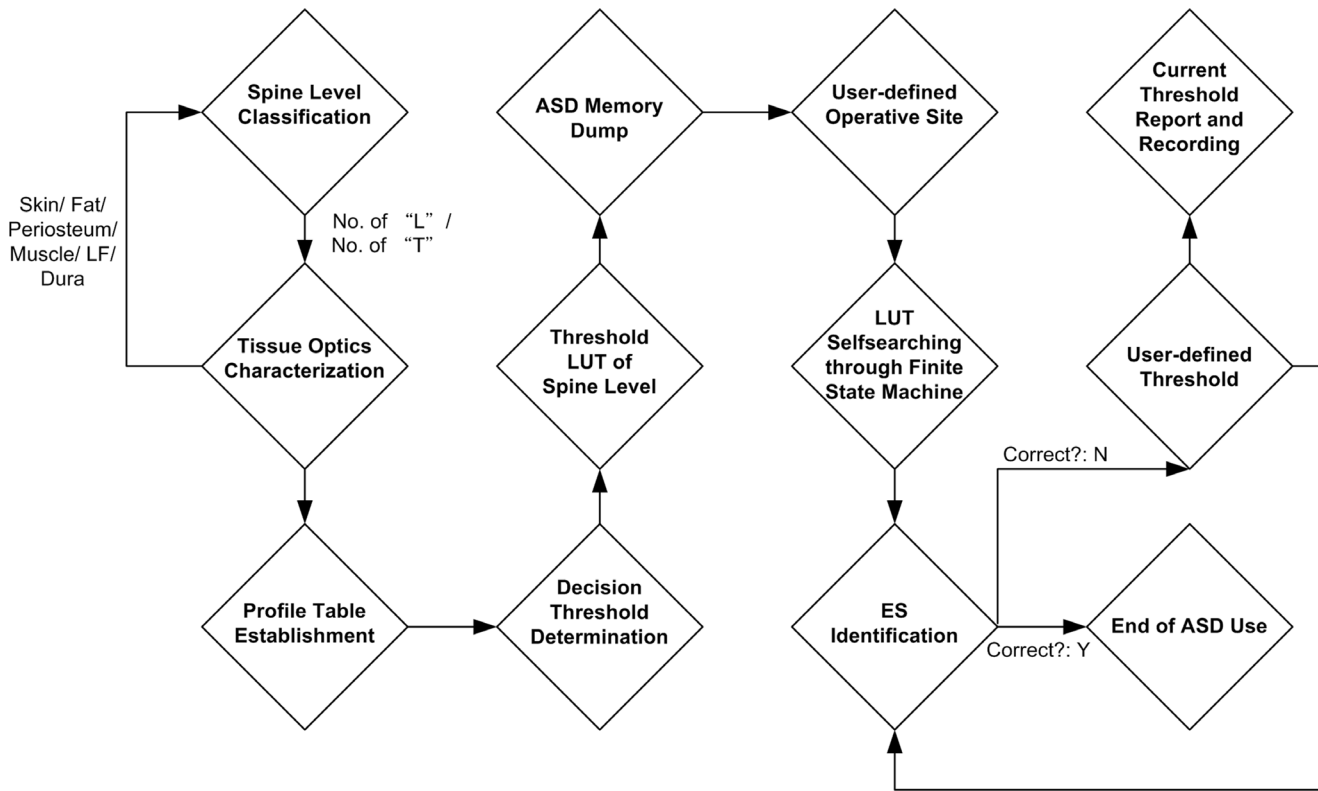 Spine Level
Classification
Skin/ Fat/
Periosteum/
Muscle/ LF/
Dura
No. of “L” /
No. of “T”
Tissue Optics
Characterization
Profile Table
Establishment
Decision
Threshold
Determination
Threshold
LUT of
Spine Level
ASD Memory
Dump
User-defined
Operative Site
LUT
Selfsearching
through Finite
State Machine
ES
Identification
Correct?: N
Correct?: Y
End of ASD Use
User-defined
Threshold
Current
Threshold
Report and
Recording